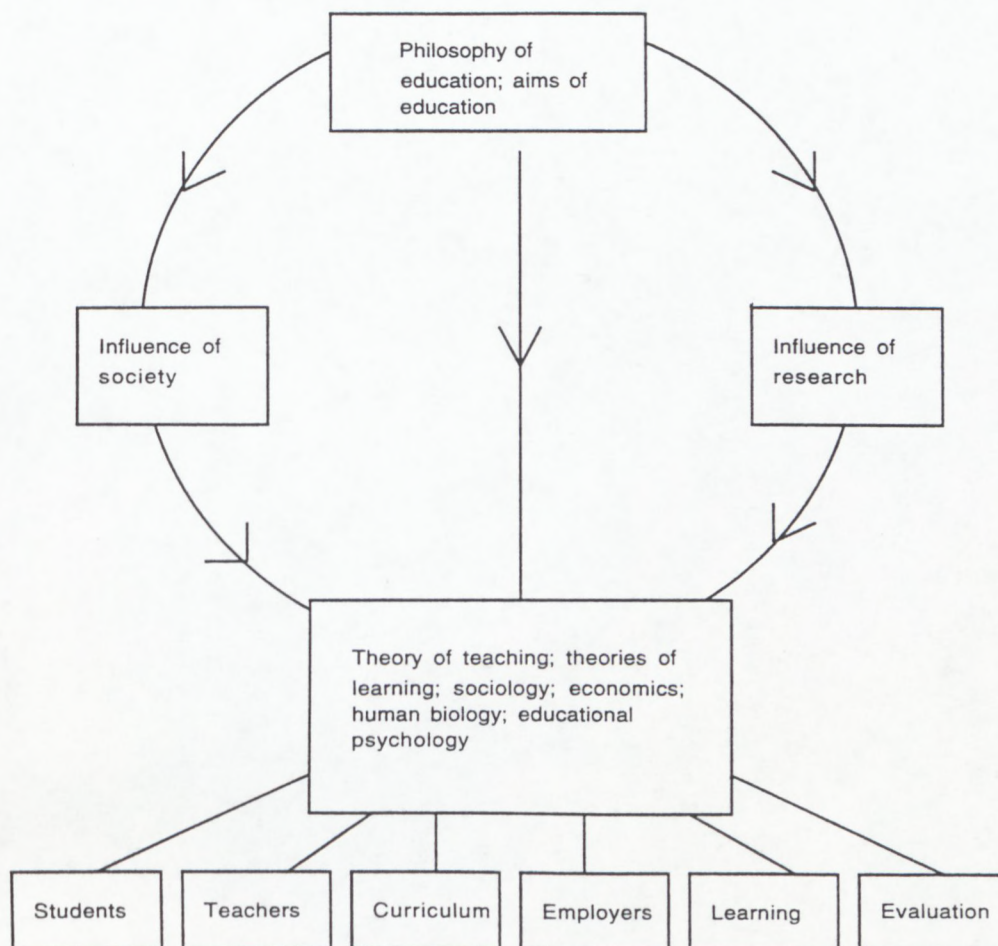 Philosophy of
education; aims of
education
Influence of
society
Influence of
research
Theory of teaching; theories of
learning; sociology; economics;
human biology; educational
psychology
Students
Teachers
Curriculum
Employers
Learning
Evaluation